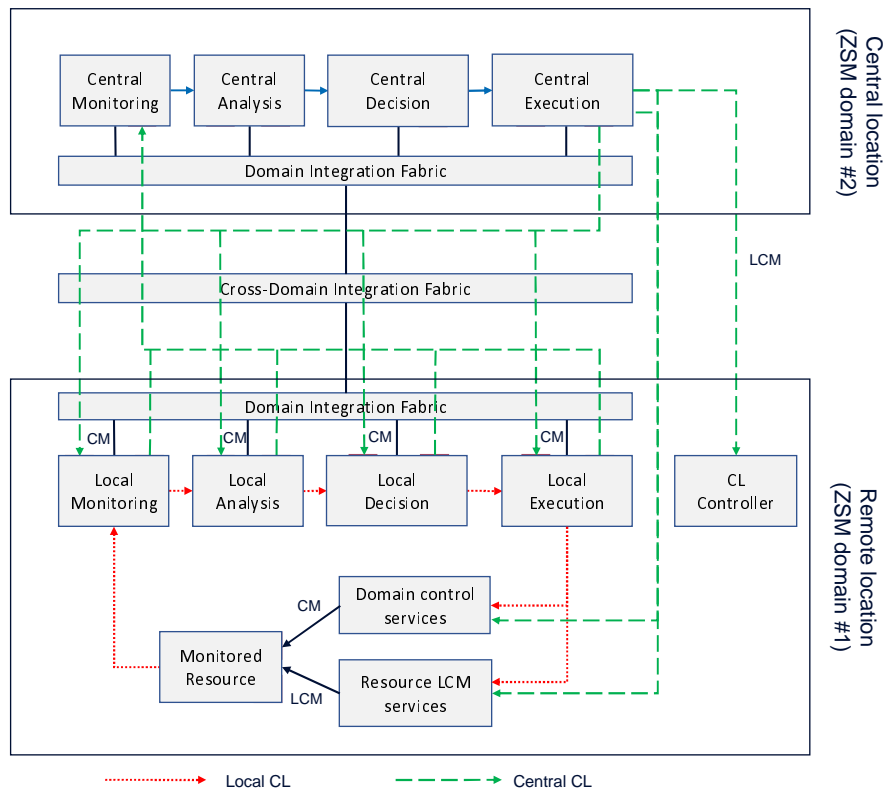 Central
Monitoring
Central
Analysis
Central
Decision
Central
Execution
Domain Integration Fabric
Central location
(ZSM domain #2)
LCM
Cross-Domain Integration Fabric
Domain Integration Fabric
CM
CM
CM
CM
Local
Monitoring
Local
Analysis
Local
Decision
Local
Execution
CL
Controller
Remote location
(ZSM domain #1)
Domain control
services
CM
Monitored
Resource
LCM
Resource LCM
services
Local CL
Central CL